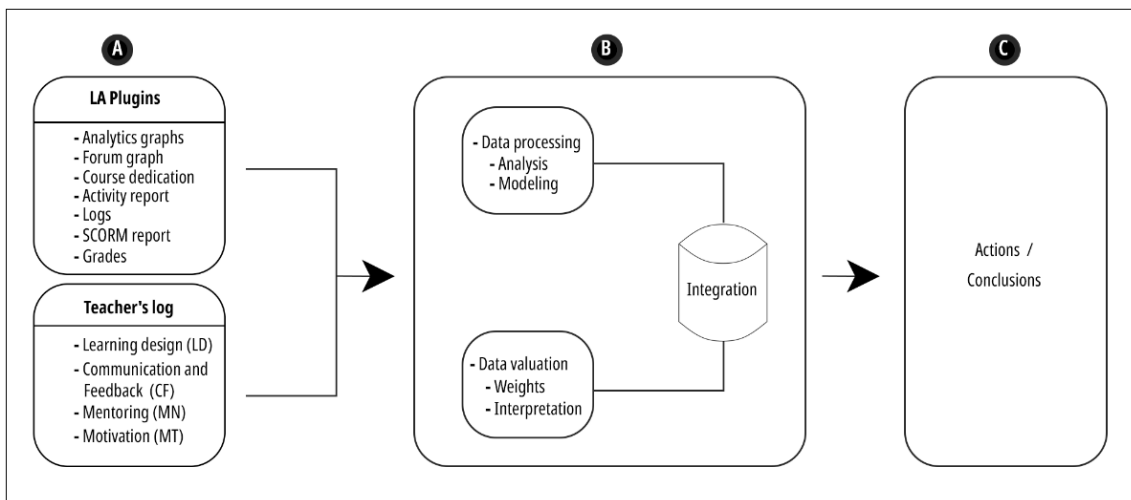 A
LA Plugins
- Analytics graphs
- Forum graph
- Course dedication
- Activity report
- Logs
- SCORM report
- Grades
Teacher's log
- Learning design (LD)
- Communication and
Feedback (CF)
- Mentoring (MN)
- Motivation (MT)
B
- Data processing
- Analysis
- Modeling
Integration
- Data valuation
- Weights
- Interpretation
C
Actions /
Conclusions